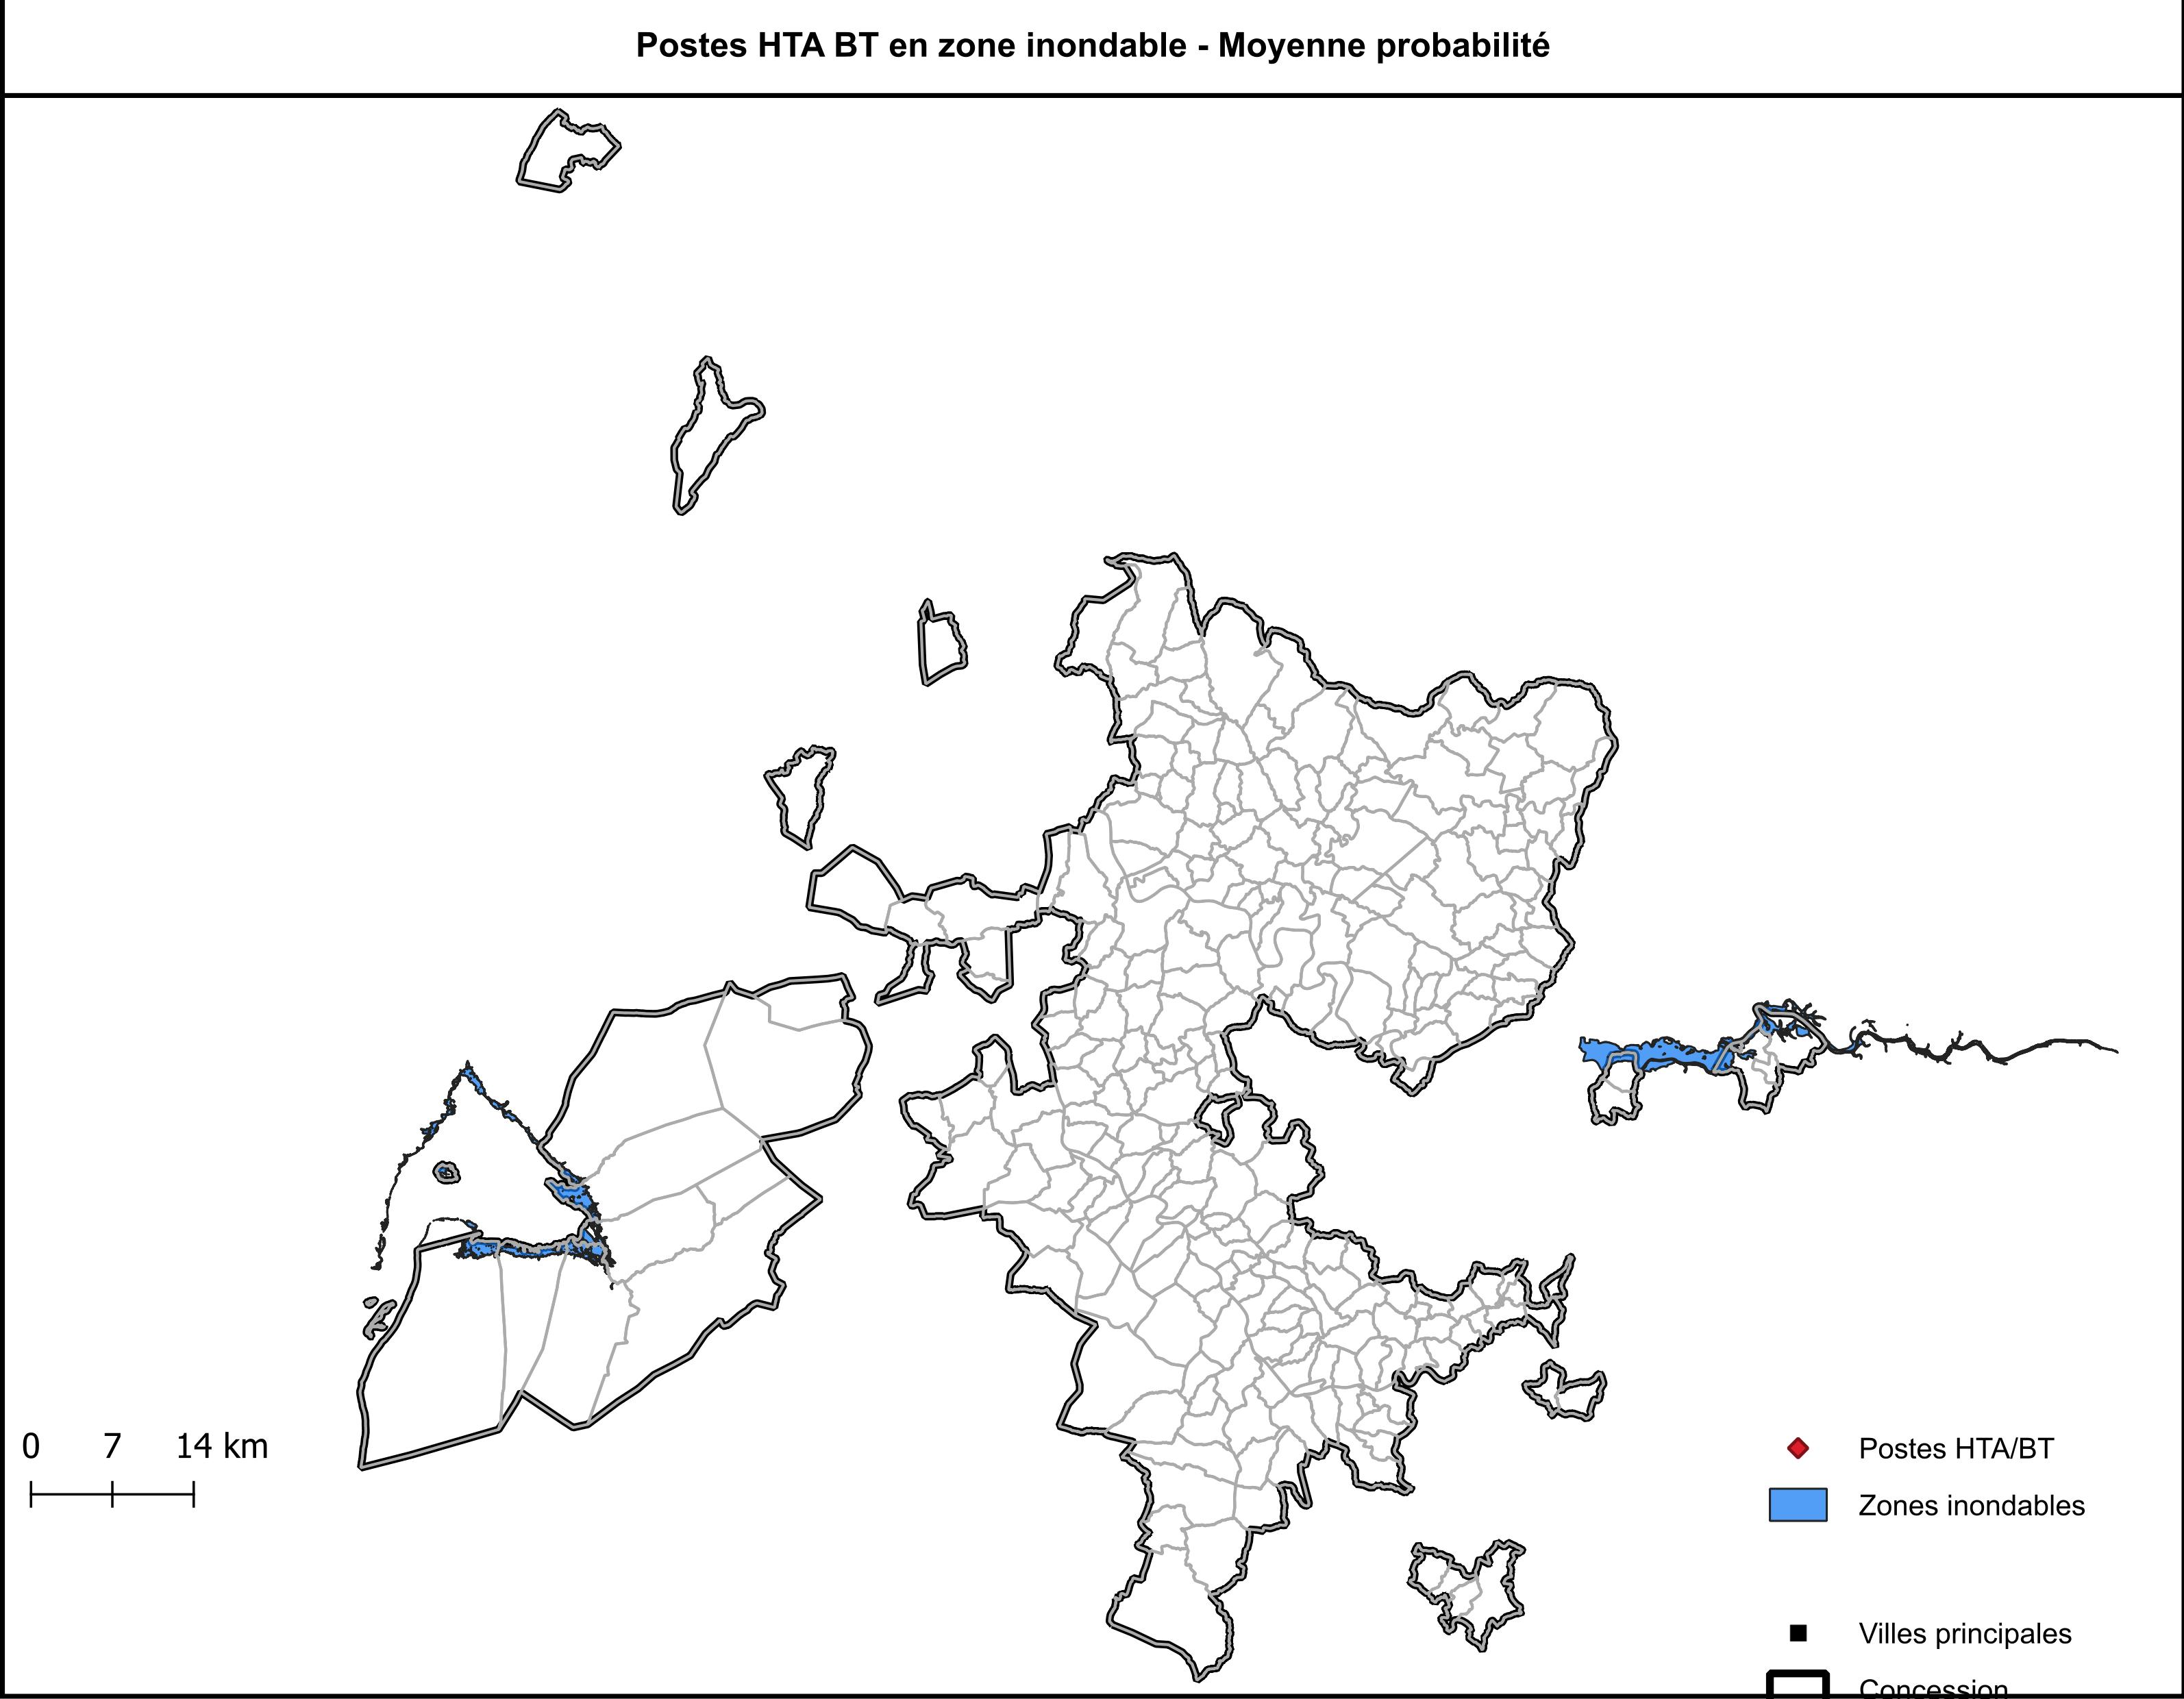 Postes HTA BT en zone inondable - Moyenne probabilité
0 7 14 km
Postes HTA/BT
Zones inondables
Villes principales
Concession